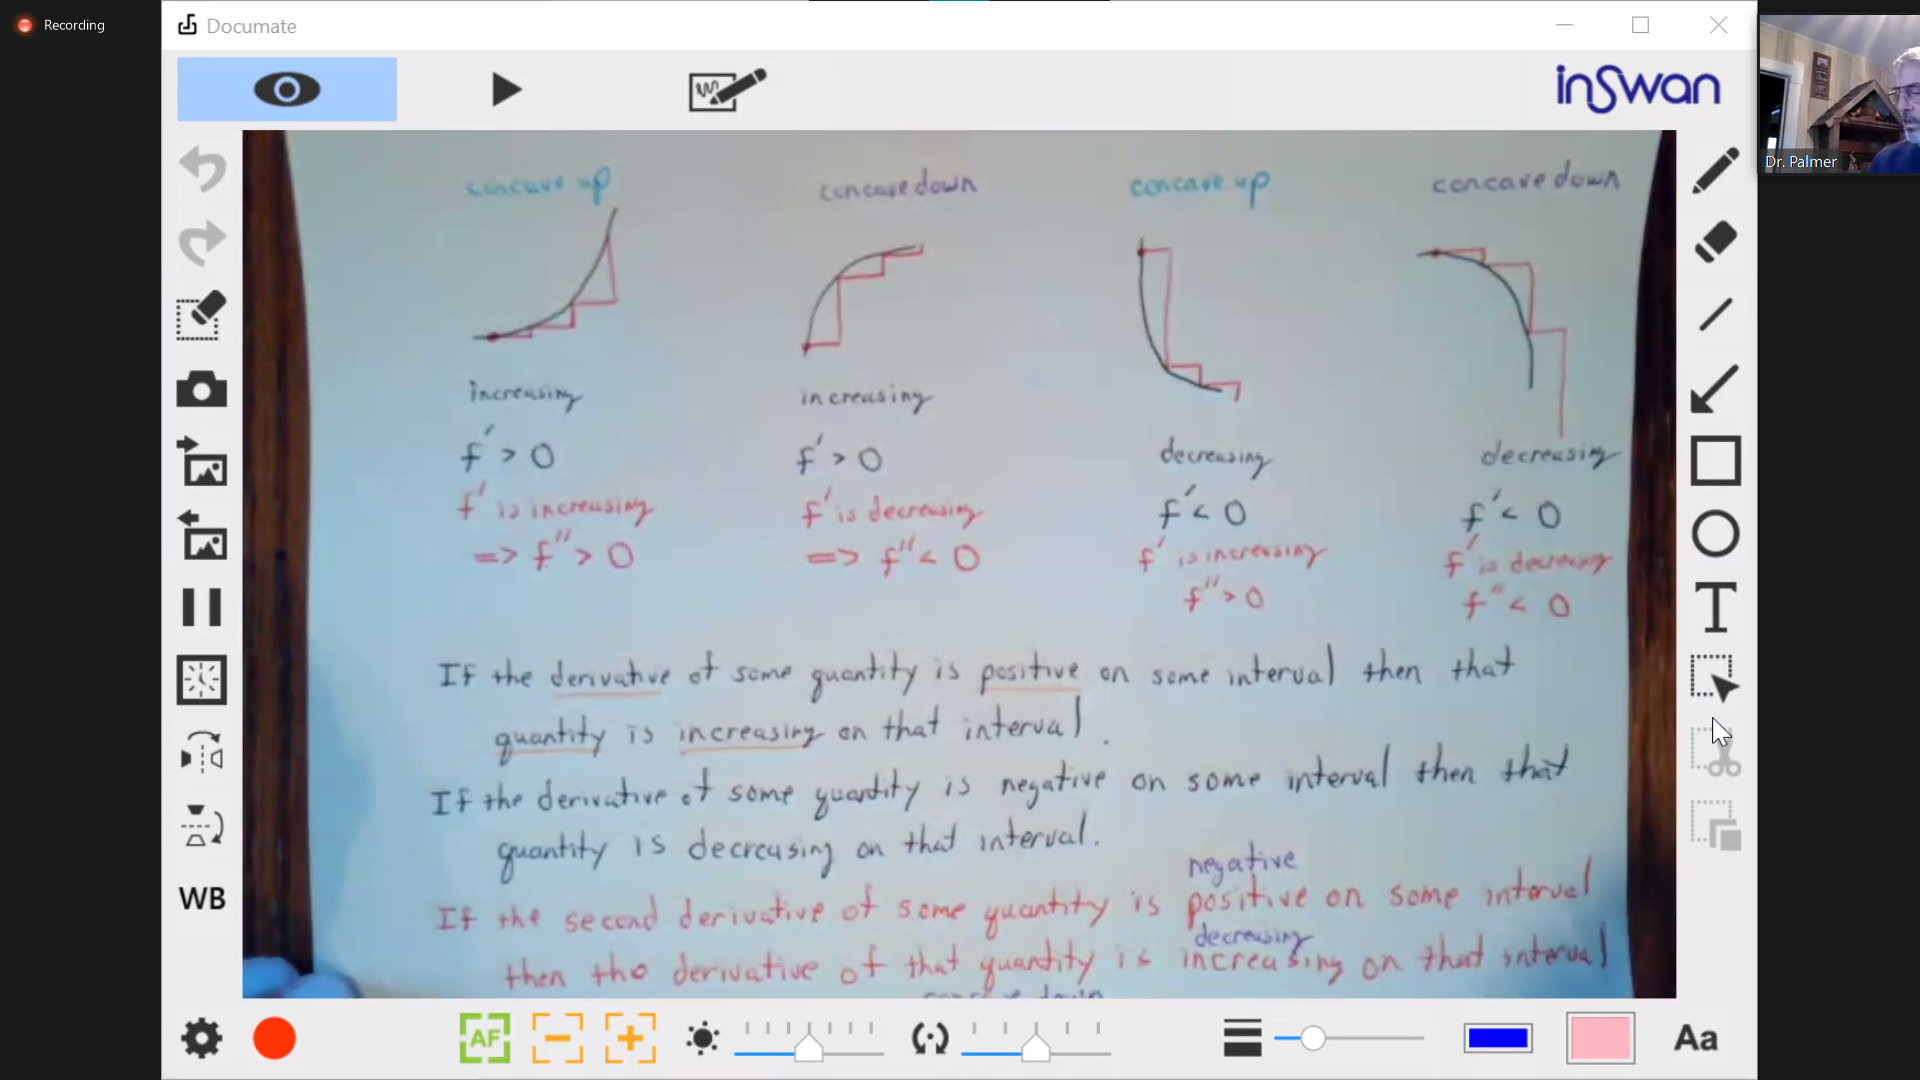 Recording
Documate
inswan
Dr. Palmer
concave up
concave down
concave up
concave down
increasing
increasing
decreasing
decreasing
f' > 0
f' > 0
f' < 0
f' < 0
f' is increasing
f' is decreasing
f' is increasing
f' is decreasing
=> f'' > 0
=> f'' < 0
f'' > 0
f'' < 0
If the derivative of some quantity is positive on some interval then that
quantity is increasing on that interval.
If the derivative of some quantity is negative on some interval then that
quantity is decreasing on that interval.
negative
If the second derivative of some quantity is positive on some interval
decreasing
then the derivative of that quantity is increasing on that interval
concave down
WB
T
AF
Aa